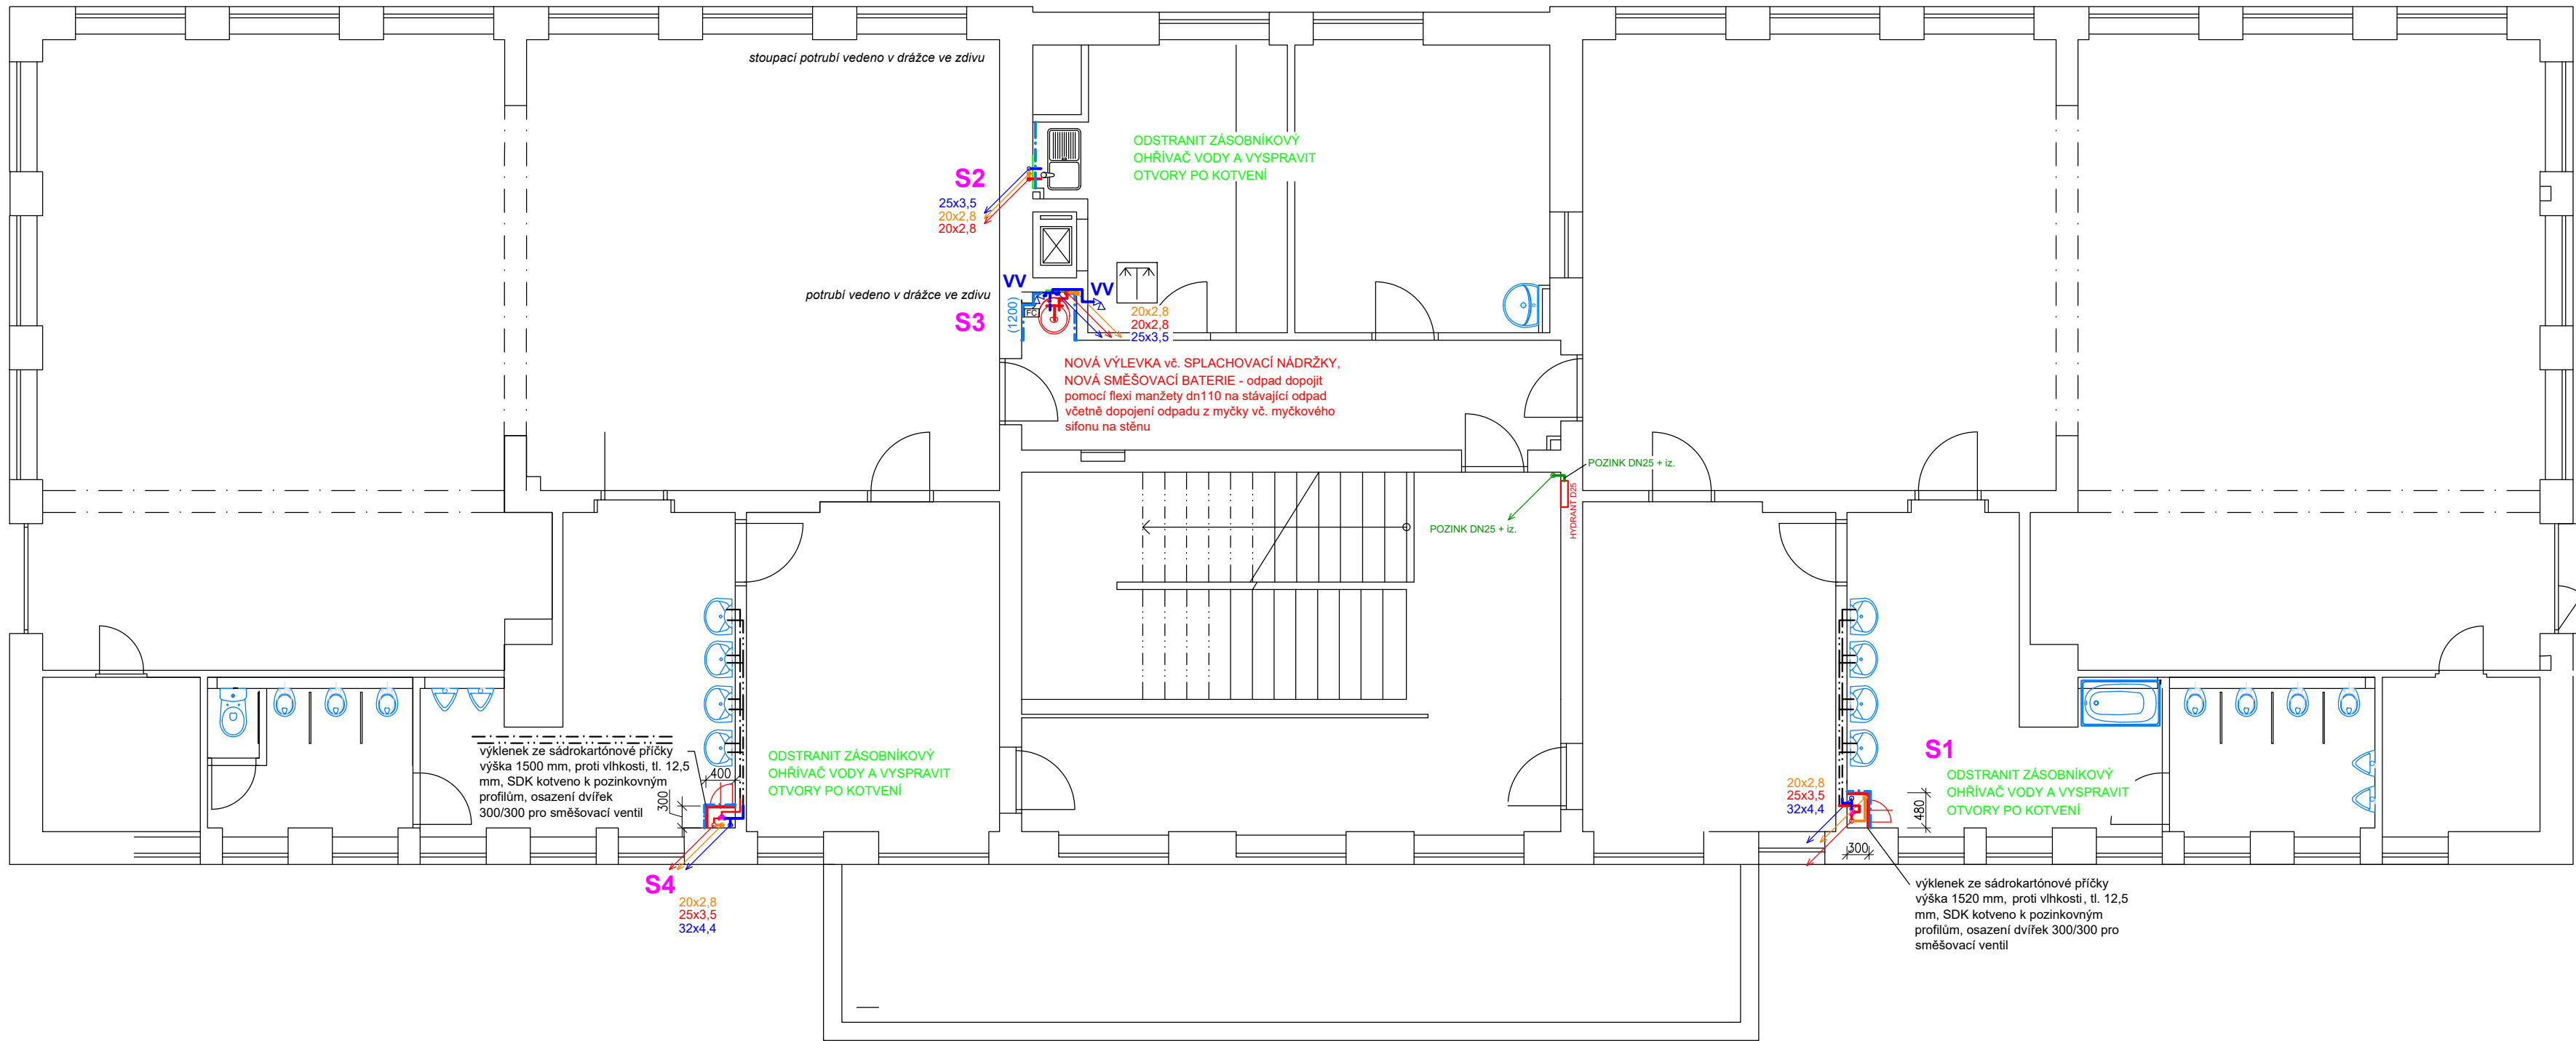 stoupací potrubí vedeno v drážce ve zdivu
ODSTRANIT ZÁSOBNÍKOVÝ
OHŘÍVAČ VODY A VYSPRAVIT
OTVORY PO KOTVENÍ
S2
25x3,5
20x2,8
20x2,8
VV
VV
potrubí vedeno v drážce ve zdivu
S3
(1200)
FC
20x2,8
20x2,8
25x3,5
NOVÁ VÝLEVKA vč. SPLACHOVACÍ NÁDRŽKY,
NOVÁ SMĚŠOVACÍ BATERIE - odpad dopojit
pomocí flexi manžety dn110 na stávající odpad
včetně dopojení odpadu z myčky vč. myčkového
sifonu na stěnu
POZINK DN25 + iz.
HYDRANT D25
POZINK DN25 + iz.
výklenek ze sádrokartónové příčky
výška 1500 mm, proti vlhkosti, tl. 12,5
mm, SDK kotveno k pozinkovným
profilům, osazení dvířek
300/300 pro směšovací ventil
400
300
ODSTRANIT ZÁSOBNÍKOVÝ
OHŘÍVAČ VODY A VYSPRAVIT
OTVORY PO KOTVENÍ
S4
20x2,8
25x3,5
32x4,4
20x2,8
25x3,5
32x4,4
S1
ODSTRANIT ZÁSOBNÍKOVÝ
OHŘÍVAČ VODY A VYSPRAVIT
OTVORY PO KOTVENÍ
480
300
výklenek ze sádrokartónové příčky
výška 1520 mm, proti vlhkosti, tl. 12,5
mm, SDK kotveno k pozinkovným
profilům, osazení dvířek 300/300 pro
směšovací ventil